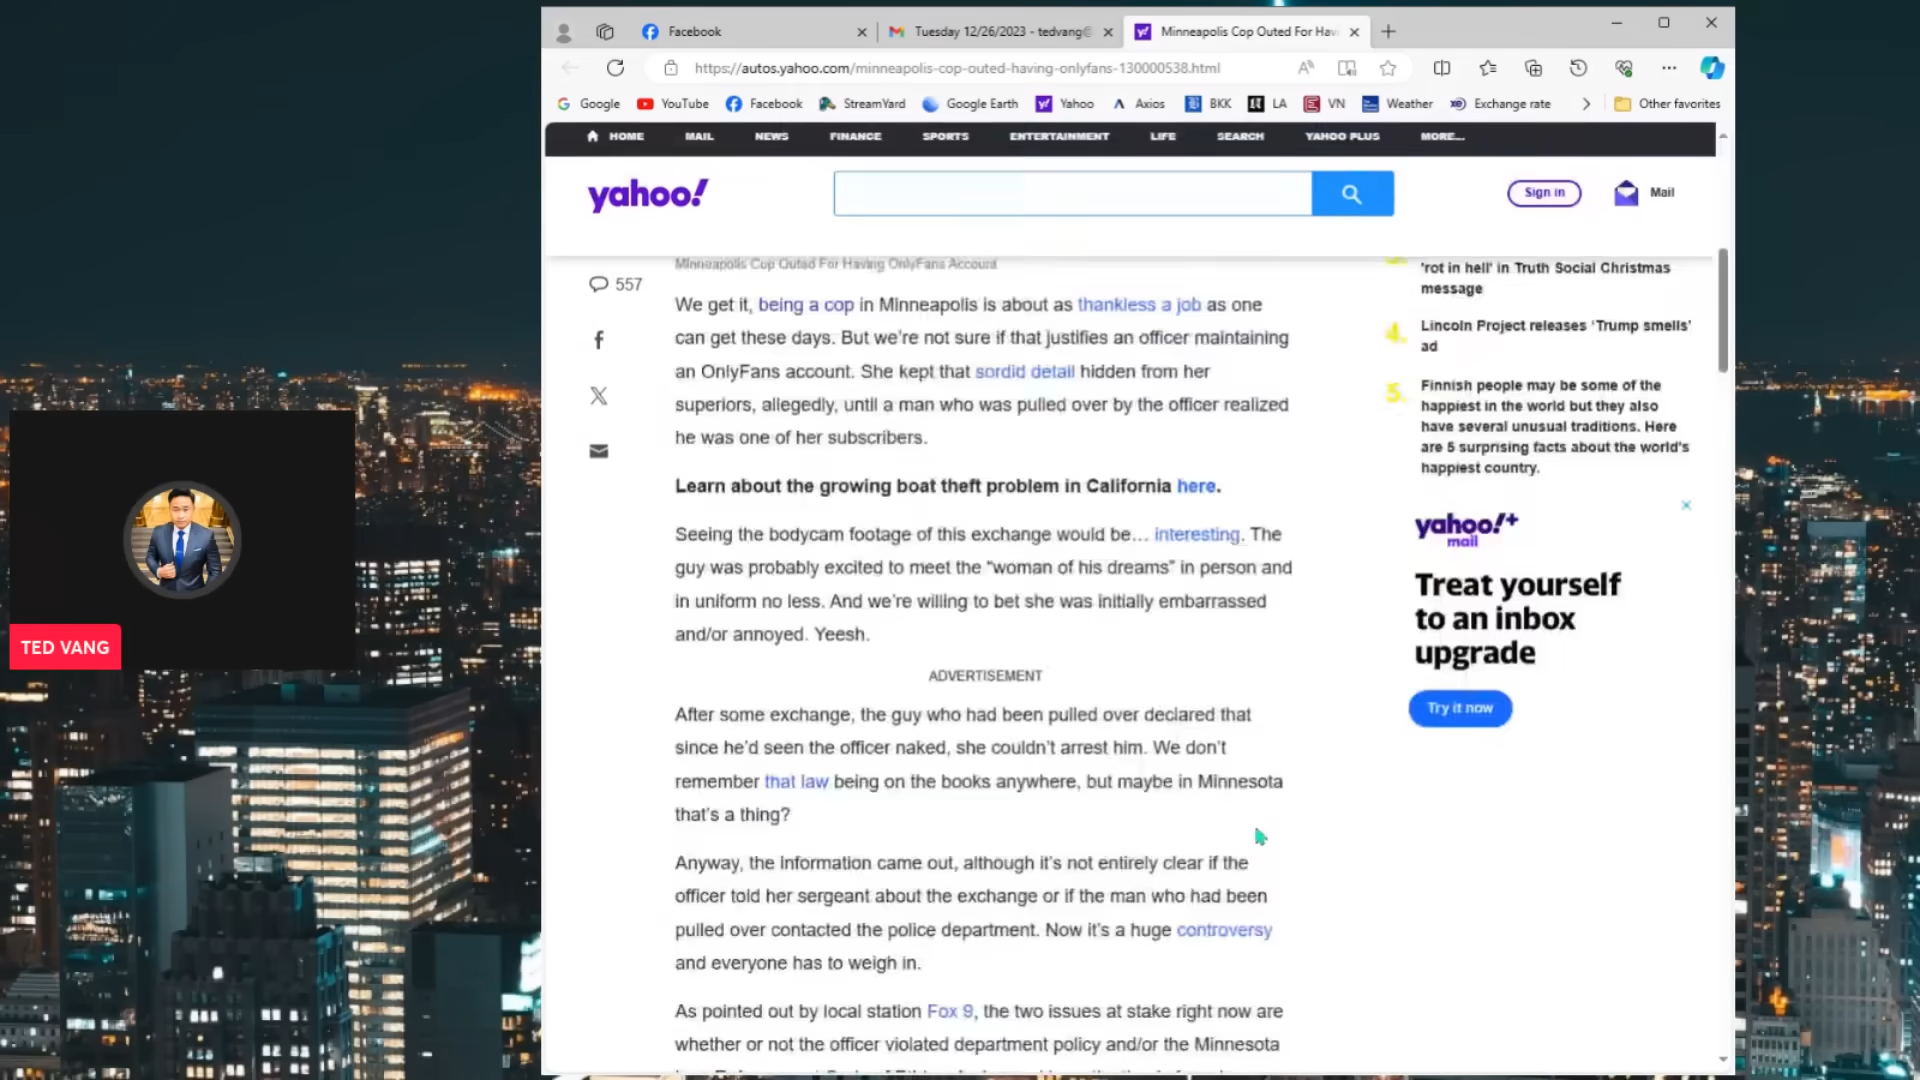 Facebook
Tuesday 12/26/2023 - tedvang@
Minneapolis Cop Outed For Hav
https://autos.yahoo.com/minneapolis-cop-outed-having-onlyfans-130000538.html
Google
YouTube
Facebook
StreamYard
Google Earth
Yahoo
Axios
BKK
LA
VN
Weather
Exchange rate
Other favorites
HOME
MAIL
NEWS
FINANCE
SPORTS
ENTERTAINMENT
LIFE
SEARCH
YAHOO PLUS
MORE...
yahoo!
Sign in
Mail
Minneapolis Cop Outed For Having OnlyFans Account
557
We get it, being a cop in Minneapolis is about as thankless a job as one
can get these days. But we're not sure if that justifies an officer maintaining
an OnlyFans account. She kept that sordid detail hidden from her
superiors, allegedly, until a man who was pulled over by the officer realized
he was one of her subscribers.
Learn about the growing boat theft problem in California here.
Seeing the bodycam footage of this exchange would be... interesting. The
guy was probably excited to meet the "woman of his dreams" in person and
in uniform no less. And we're willing to bet she was initially embarrassed
and/or annoyed. Yeesh.
ADVERTISEMENT
After some exchange, the guy who had been pulled over declared that
since he'd seen the officer naked, she couldn't arrest him. We don't
remember that law being on the books anywhere, but maybe in Minnesota
that's a thing?
Anyway, the information came out, although it's not entirely clear if the
officer told her sergeant about the exchange or if the man who had been
pulled over contacted the police department. Now it's a huge controversy
and everyone has to weigh in.
As pointed out by local station Fox 9, the two issues at stake right now are
whether or not the officer violated department policy and/or the Minnesota
'rot in hell' in Truth Social Christmas
message
4.
Lincoln Project releases 'Trump smells'
ad
5.
Finnish people may be some of the
happiest in the world but they also
have several unusual traditions. Here
are 5 surprising facts about the world's
happiest country.
yahoo!+
mail
Treat yourself
to an inbox
upgrade
Try it now
TED VANG